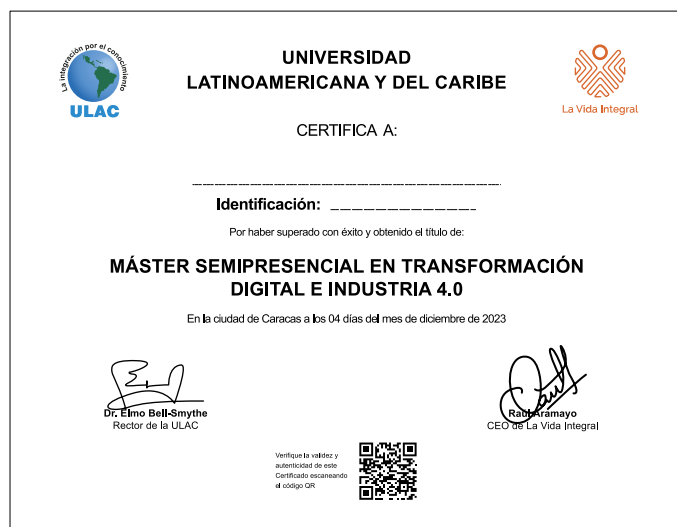 La integración por el conocimiento
ULAC
UNIVERSIDAD
LATINOAMERICANA Y DEL CARIBE
La Vida Integral
CERTIFICA A:
Identificación: _____________
Por haber superado con éxito y obtenido el título de:
MÁSTER SEMIPRESENCIAL EN TRANSFORMACIÓN
DIGITAL E INDUSTRIA 4.0
En la ciudad de Caracas a los 04 días del mes de diciembre de 2023
Dr. Elmo Bell-Smythe
Rector de la ULAC
Raúl Aramayo
CEO de La Vida Integral
Verifique la validez y
autenticidad de este
Certificado escaneando
el código QR